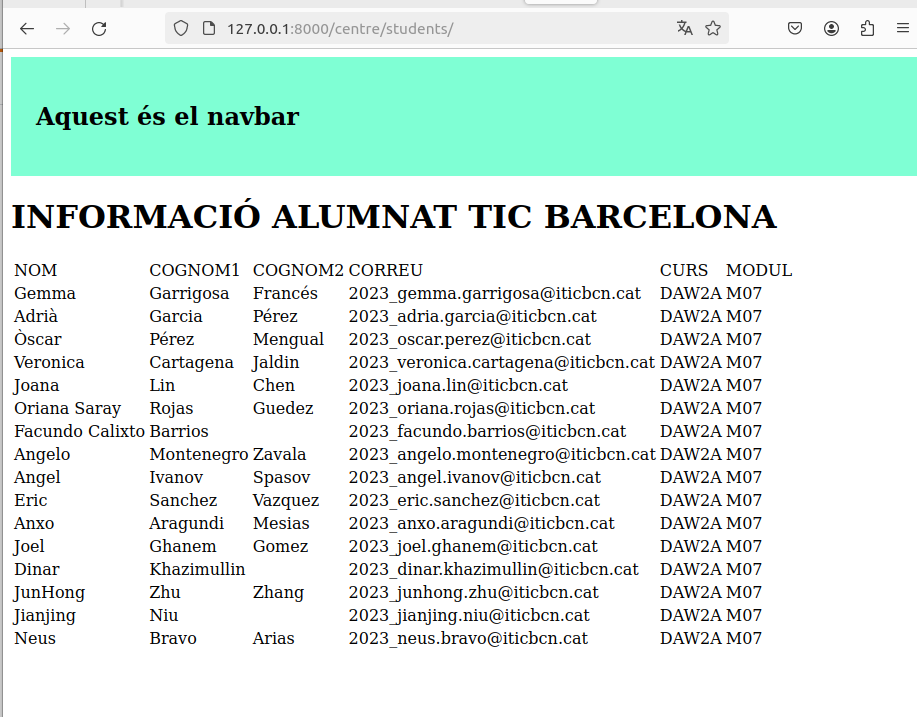 127.0.0.1:8000/centre/students/
Aquest és el navbar
INFORMACIÓ ALUMNAT TIC BARCELONA
NOM COGNOM1 COGNOM2 CORREU CURS MODUL
Gemma Garrigosa Francés 2023_gemma.garrigosa@iticbcn.cat DAW2A M07
Adrià Garcia Pérez 2023_adria.garcia@iticbcn.cat DAW2A M07
Òscar Pérez Mengual 2023_oscar.perez@iticbcn.cat DAW2A M07
Veronica Cartagena Jaldin 2023_veronica.cartagena@iticbcn.cat DAW2A M07
Joana Lin Chen 2023_joana.lin@iticbcn.cat DAW2A M07
Oriana Saray Rojas Guedez 2023_oriana.rojas@iticbcn.cat DAW2A M07
Facundo Calixto Barrios 2023_facundo.barrios@iticbcn.cat DAW2A M07
Angelo Montenegro Zavala 2023_angelo.montenegro@iticbcn.cat DAW2A M07
Angel Ivanov Spasov 2023_angel.ivanov@iticbcn.cat DAW2A M07
Eric Sanchez Vazquez 2023_eric.sanchez@iticbcn.cat DAW2A M07
Anxo Aragundi Mesias 2023_anxo.aragundi@iticbcn.cat DAW2A M07
Joel Ghanem Gomez 2023_joel.ghanem@iticbcn.cat DAW2A M07
Dinar Khazimullin 2023_dinar.khazimullin@iticbcn.cat DAW2A M07
JunHong Zhu Zhang 2023_junhong.zhu@iticbcn.cat DAW2A M07
Jianjing Niu 2023_jianjing.niu@iticbcn.cat DAW2A M07
Neus Bravo Arias 2023_neus.bravo@iticbcn.cat DAW2A M07